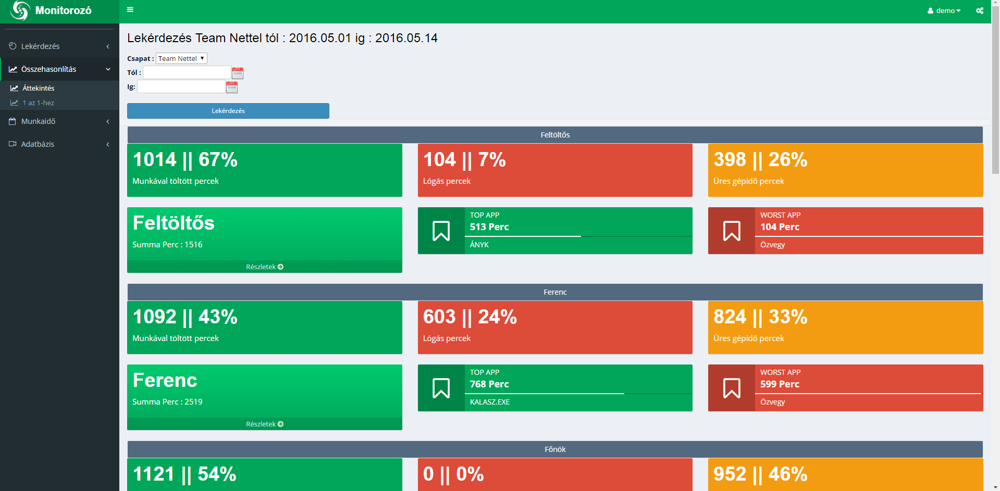 Monitorozó
demo
Lekérdezés
Összehasonlítás
Áttekintés
1 az 1-hez
Munkaidő
Adatbázis
Lekérdezés Team Nettel tól : 2016.05.01 ig : 2016.05.14
Csapat : Team Nettel
Tól :
Ig:
Lekérdezés
Feltöltős
1014 || 67%
Munkával töltött percek
104 || 7%
Lógás percek
398 || 26%
Üres gépidő percek
Feltöltős
Summa Perc : 1516
Részletek
TOP APP
513 Perc
ÁNYK
WORST APP
104 Perc
Özvegy
Ferenc
1092 || 43%
Munkával töltött percek
603 || 24%
Lógás percek
824 || 33%
Üres gépidő percek
Ferenc
Summa Perc : 2519
Részletek
TOP APP
768 Perc
KALASZ.EXE
WORST APP
599 Perc
Özvegy
Főnök
1121 || 54%
0 || 0%
952 || 46%